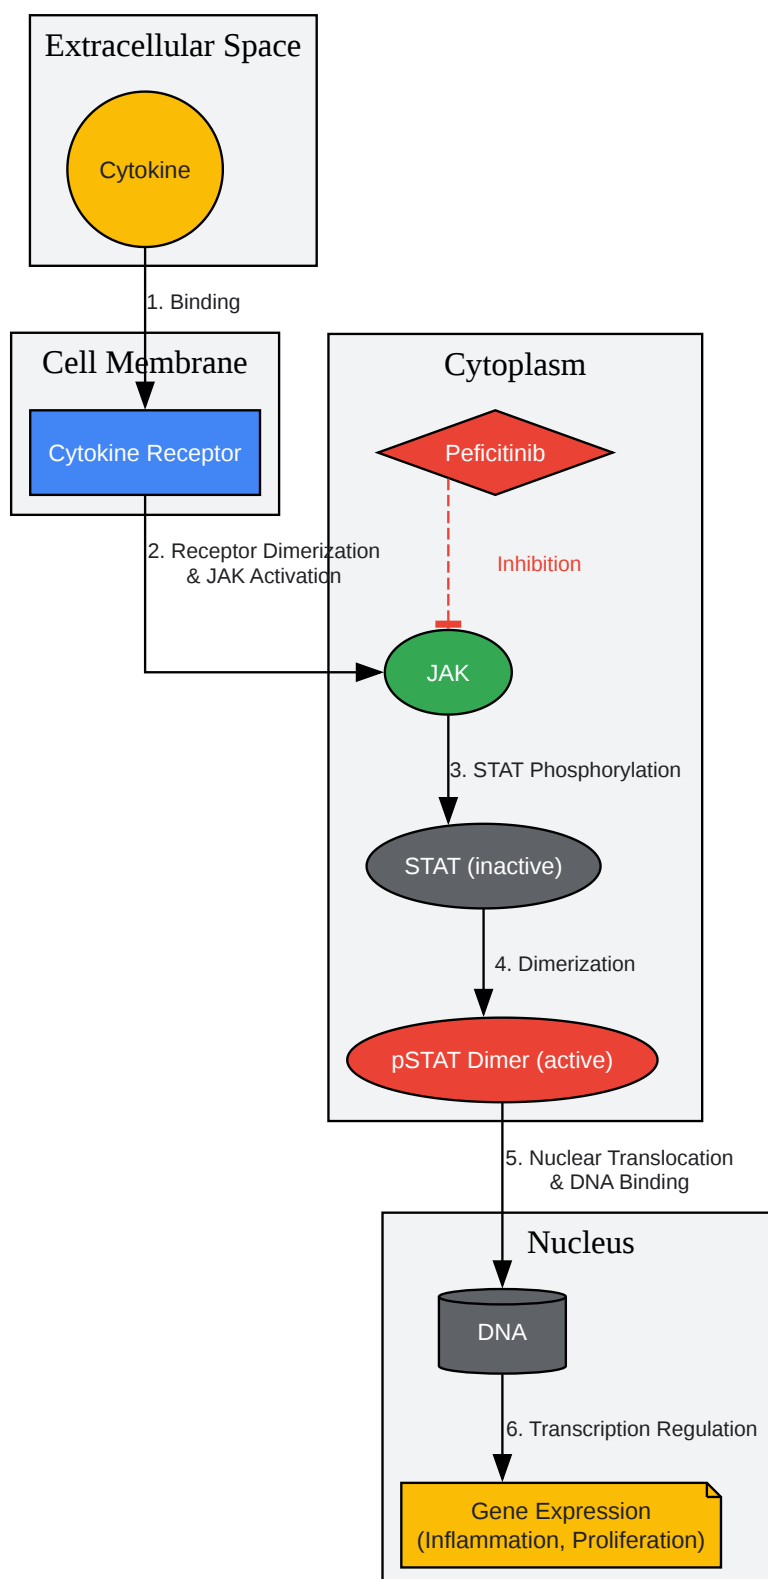 Extracellular Space
Cytokine
1. Binding
Cell Membrane
Cytokine Receptor
Cytoplasm
Peficitinib
2. Receptor Dimerization
& JAK Activation
Inhibition
JAK
3. STAT Phosphorylation
STAT (inactive)
4. Dimerization
pSTAT Dimer (active)
5. Nuclear Translocation
& DNA Binding
Nucleus
DNA
6. Transcription Regulation
Gene Expression
(Inflammation, Proliferation)